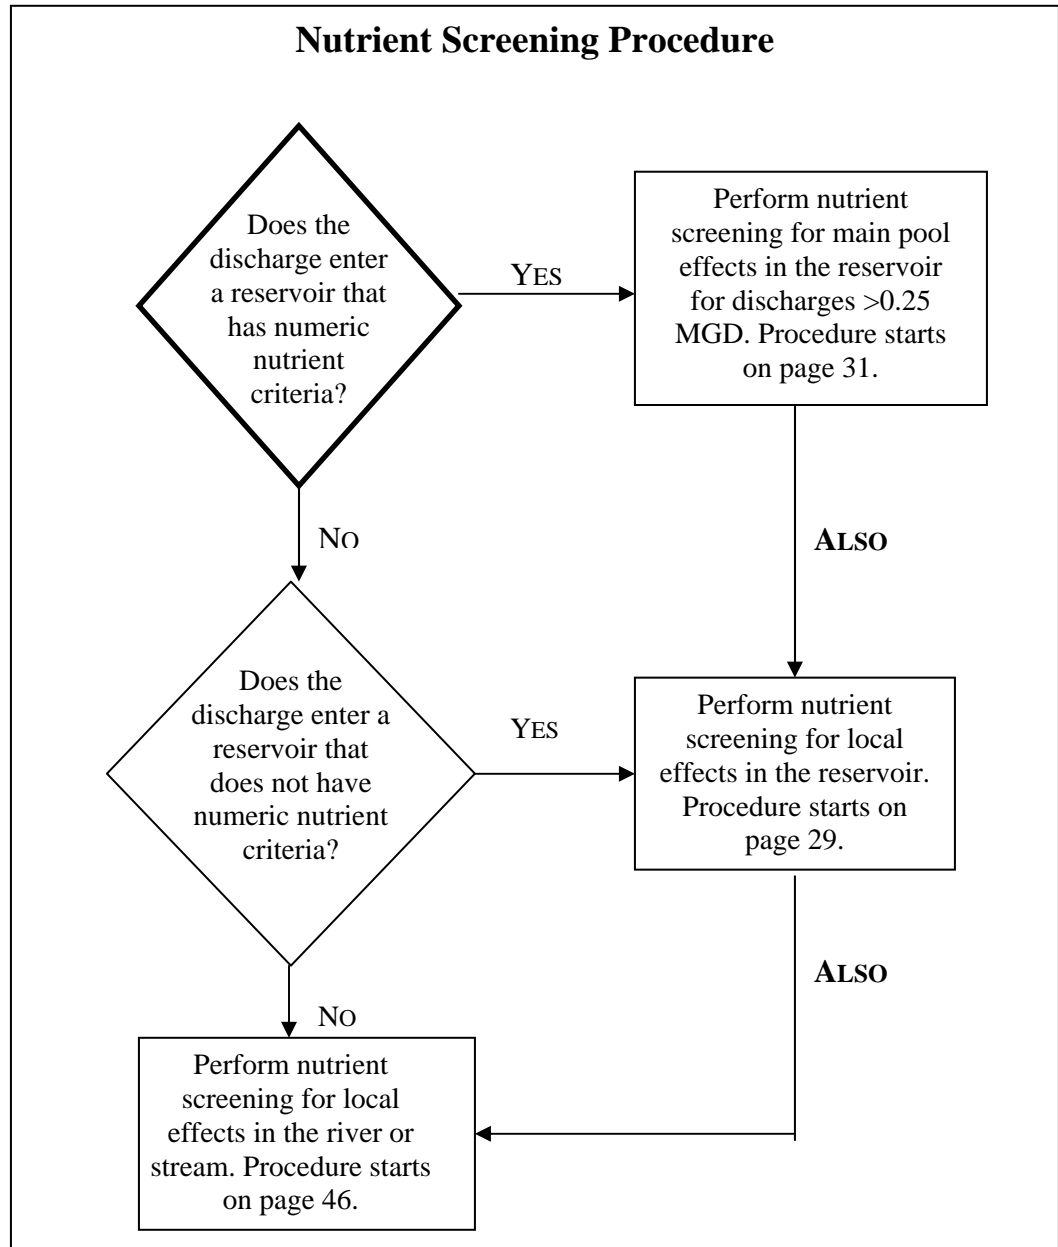 Nutrient Screening Procedure
Does the
discharge enter
a reservoir that
has numeric
nutrient
criteria?
YES
Perform nutrient
screening for main pool
effects in the reservoir
for discharges >0.25
MGD. Procedure starts
on page 31.
NO
ALSO
Does the
discharge enter a
reservoir that
does not have
numeric nutrient
criteria?
YES
Perform nutrient
screening for local
effects in the reservoir.
Procedure starts on
page 29.
NO
ALSO
Perform nutrient
screening for local
effects in the river or
stream. Procedure starts
on page 46.